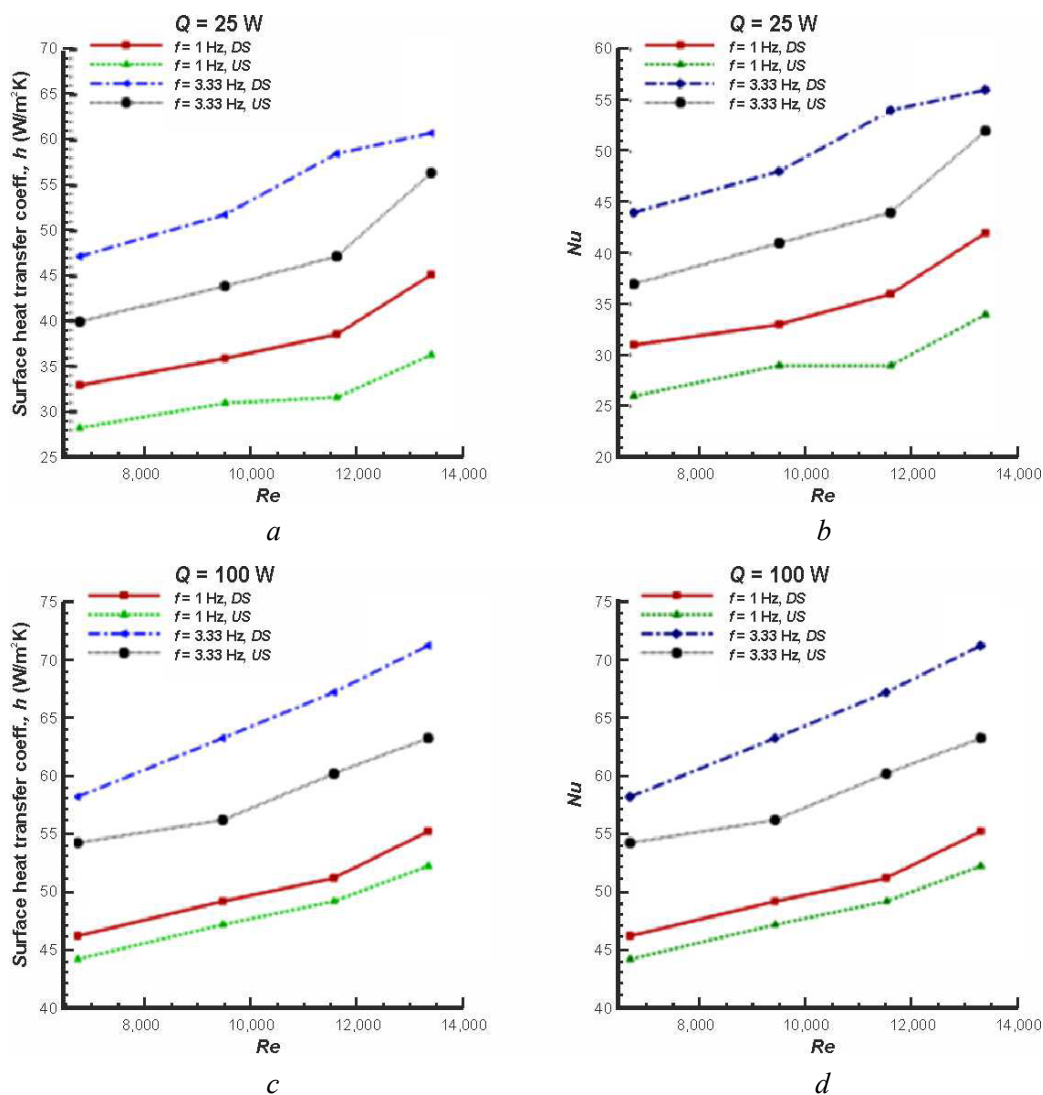 Q = 25 W
f = 1 Hz, DS
f = 1 Hz, US
f = 3.33 Hz, DS
f = 3.33 Hz, US
Surface heat transfer coeff., h (W/m²K)
70
65
60
55
50
45
40
35
30
25
8,000 10,000 12,000 14,000
Re
a
Q = 25 W
f = 1 Hz, DS
f = 1 Hz, US
f = 3.33 Hz, DS
f = 3.33 Hz, US
Nu
60
55
50
45
40
35
30
25
20
8,000 10,000 12,000 14,000
Re
b
Q = 100 W
f = 1 Hz, DS
f = 1 Hz, US
f = 3.33 Hz, DS
f = 3.33 Hz, US
Surface heat transfer coeff., h (W/m²K)
75
70
65
60
55
50
45
40
8,000 10,000 12,000 14,000
Re
c
Q = 100 W
f = 1 Hz, DS
f = 1 Hz, US
f = 3.33 Hz, DS
f = 3.33 Hz, US
Nu
75
70
65
60
55
50
45
40
8,000 10,000 12,000 14,000
Re
d